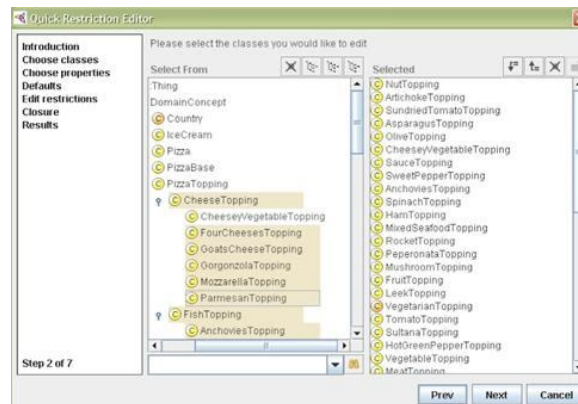 Quick Restriction Editor
Introduction
Choose classes
Choose properties
Defaults
Edit restrictions
Closure
Results
Step 2 of 7
Please select the classes you would like to edit
Select From
:Thing
DomainConcept
Country
IceCream
Pizza
PizzaBase
PizzaTopping
CheeseTopping
CheeseyVegetableTopping
FourCheesesTopping
GoatsCheeseTopping
GorgonzolaTopping
MozzarellaTopping
ParmesanTopping
FishTopping
AnchoviesTopping
Selected
NutTopping
ArtichokeTopping
SundriedTomatoTopping
AsparagusTopping
OliveTopping
CheeseyVegetableTopping
SauceTopping
SweetPepperTopping
AnchoviesTopping
SpinachTopping
HamTopping
MixedSeafoodTopping
RocketTopping
PeperonataTopping
MushroomTopping
FruitTopping
LeekTopping
VegetarianTopping
TomatoTopping
SultanaTopping
HotGreenPepperTopping
VegetableTopping
MeatTopping
Prev
Next
Cancel